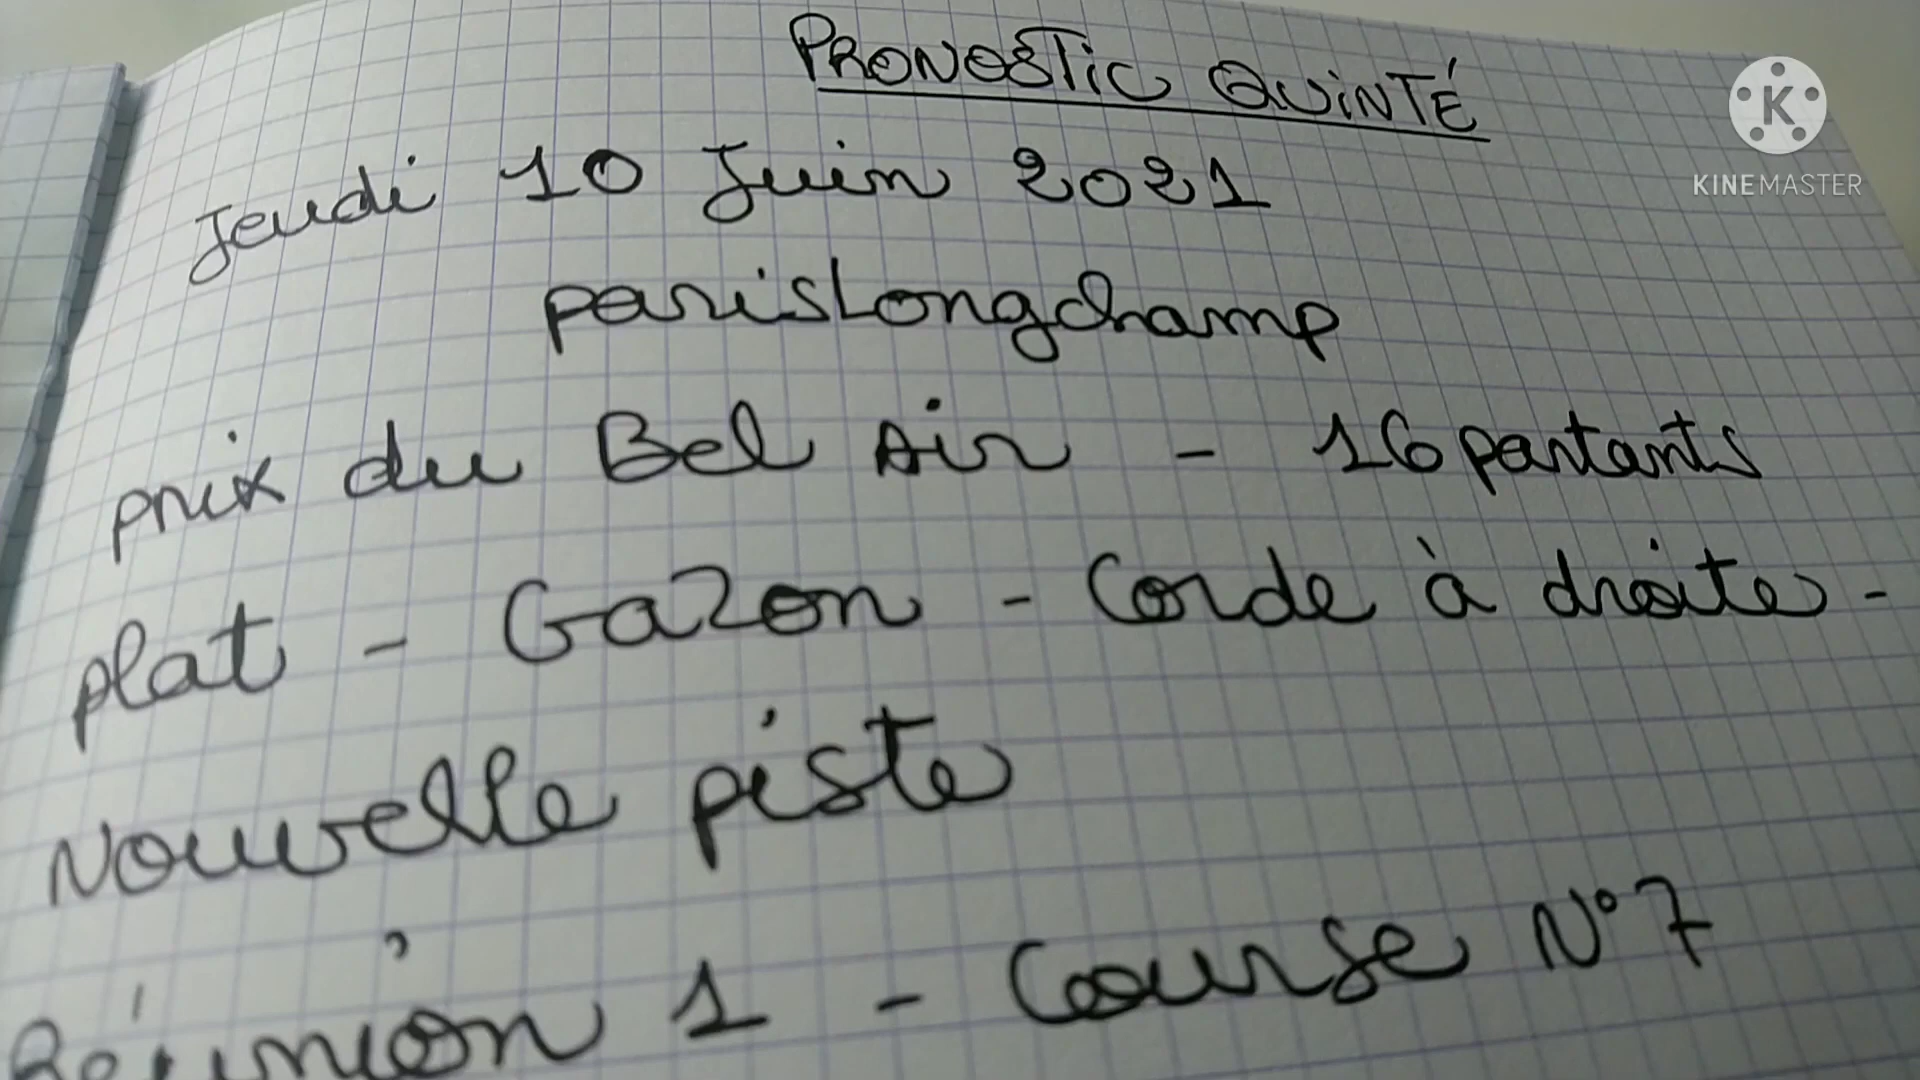 PRONOSTIC QUINTÉ
Jeudi 10 Juin 2021
parisLongchamp
prix du Bel Air - 16 partants
plat - Gazon - Corde à droite -
Nouvelle piste
Réunion 1 - Course N°7
K
KINEMASTER